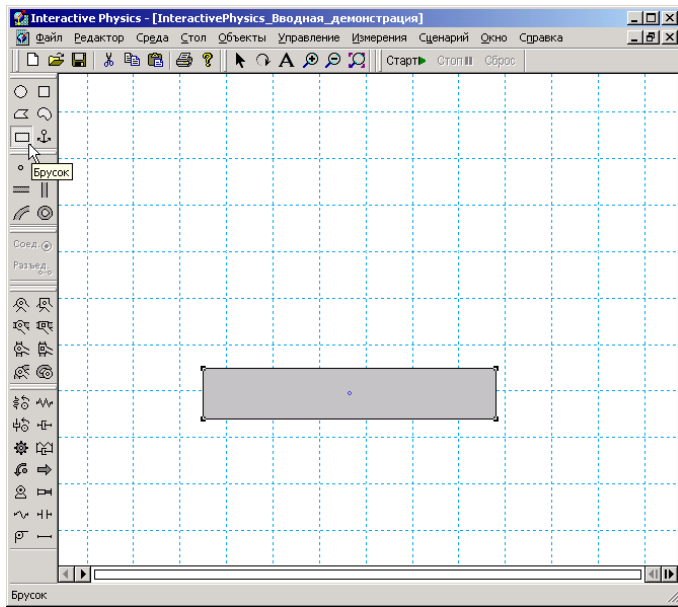 Interactive Physics - [InteractivePhysics_Вводная_демонстрация]
Файл Редактор Среда Стол Объекты Управление Измерения Сценарий Окно Справка
A Старт Стоп Сброс
Брусок
Соед.
Разъед.
Брусок